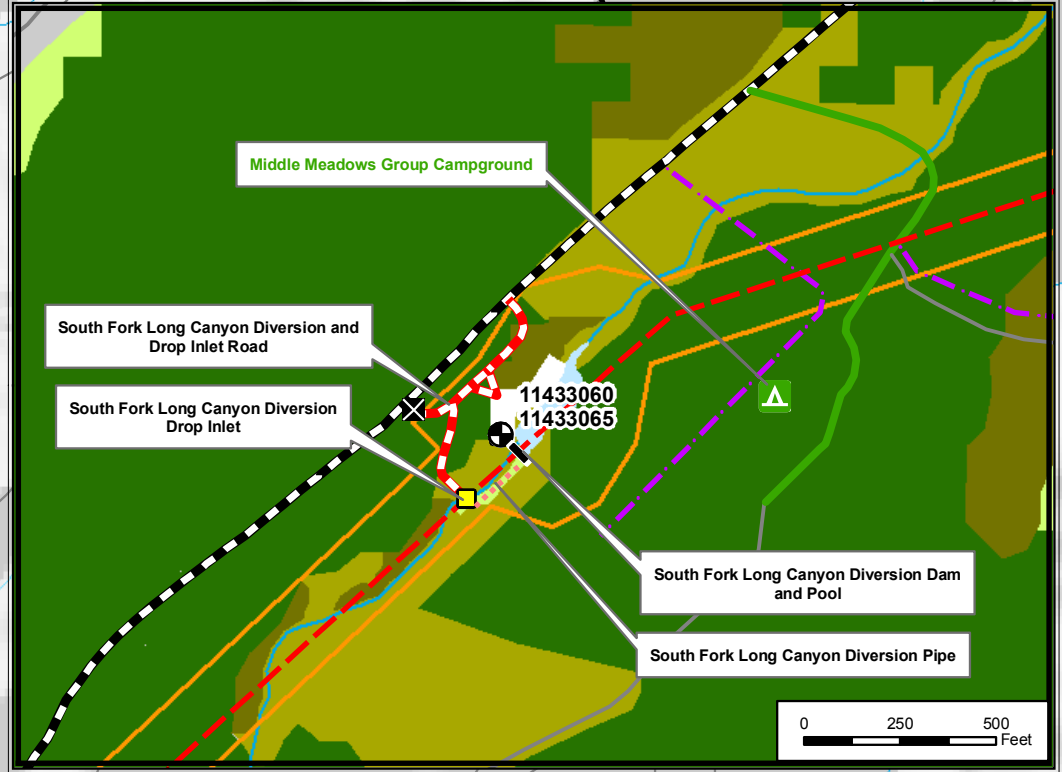 Middle Meadows Group Campground
South Fork Long Canyon Diversion and
Drop Inlet Road
South Fork Long Canyon Diversion
Drop Inlet
11433060
11433065
South Fork Long Canyon Diversion Dam
and Pool
South Fork Long Canyon Diversion Pipe
0 250 500
Feet